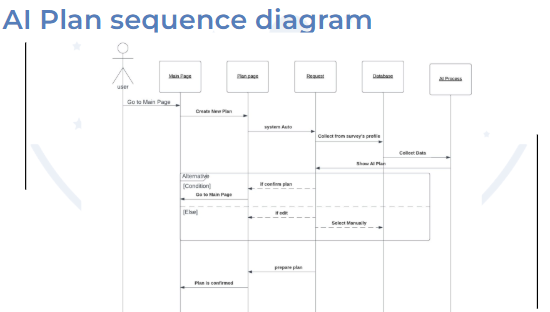 AI Plan sequence diagram
user
Main Page
Plan page
Request
Database
AI Process
Go to Main Page
Create New Plan
system Auto
Collect from survey's profile
Collect Data
Show AI Plan
Alternative
[Condition]
if confirm plan
Go to Main Page
[Else]
if edit
Select Manually
prepare plan
Plan is confirmed